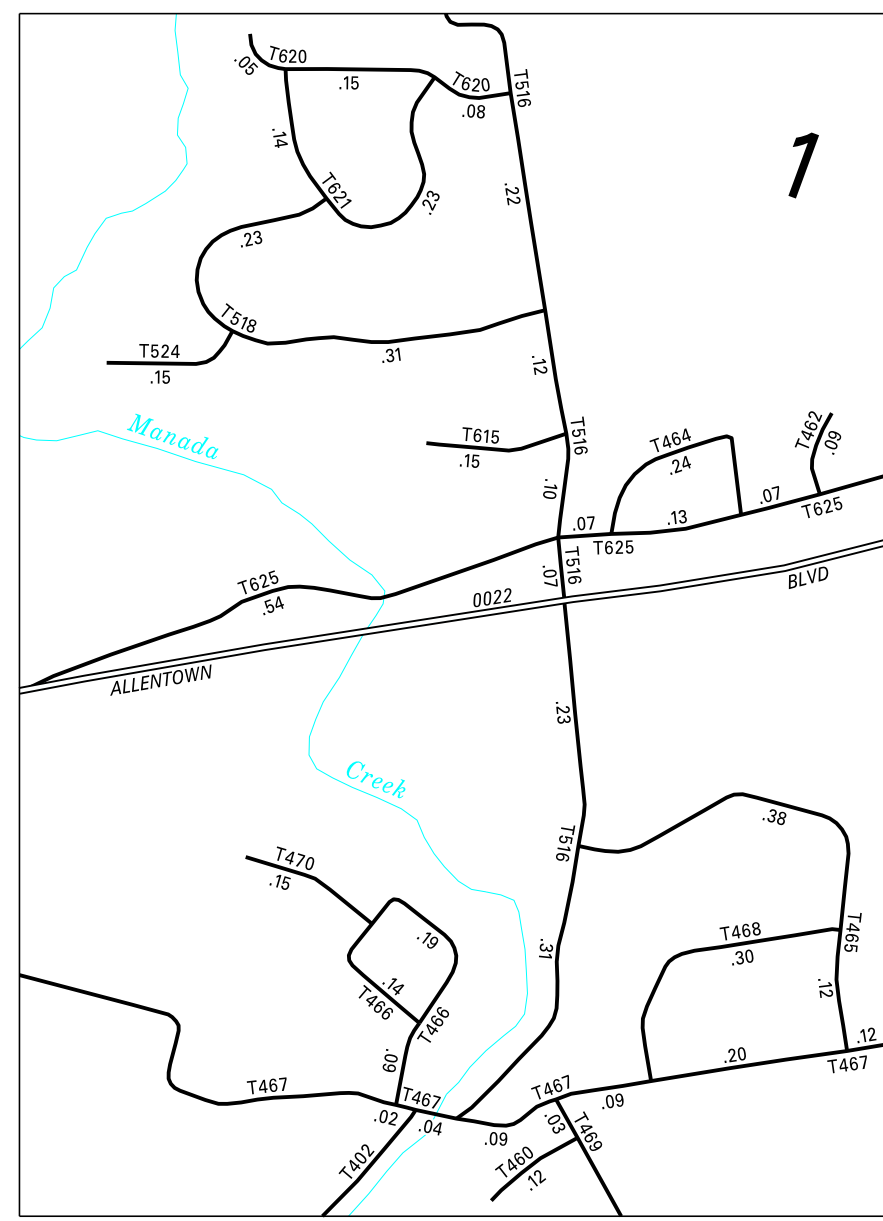 T620
.05
.15
T620
.08
T516
.14
1
T621
.23
.22
.23
T518
T524
.15
.31
.12
T462
.09
Manada
T615
.15
T516
T464
.24
.10
.07
T625
.07
.13
T625
T625
.54
T516
.07
0022
BLVD
ALLENTOWN
.23
Creek
.38
T516
T470
.15
.19
.31
T468
.30
T465
.14
T466
T466
.12
.12
.09
.20
T467
T467
T467
T467
.02
.04
.09
.09
.03
T469
T402
T460
.12